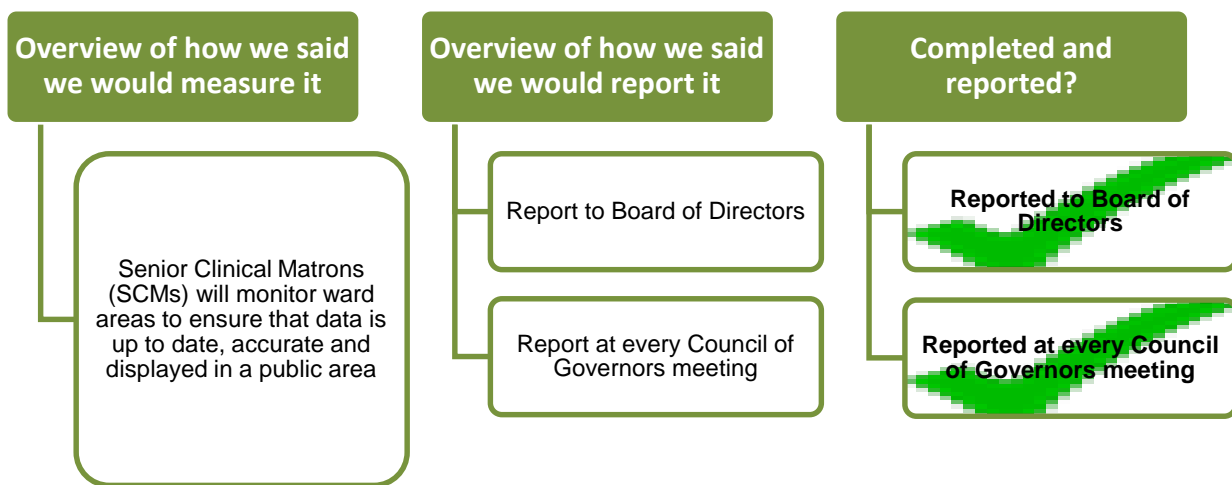 Overview of how we said
we would measure it
Senior Clinical Matrons
(SCMs) will monitor ward
areas to ensure that data is
up to date, accurate and
displayed in a public area
Overview of how we said
we would report it
Report to Board of Directors
Report at every Council of
Governors meeting
Completed and
reported?
Reported to Board of
Directors
Reported at every Council
of Governors meeting